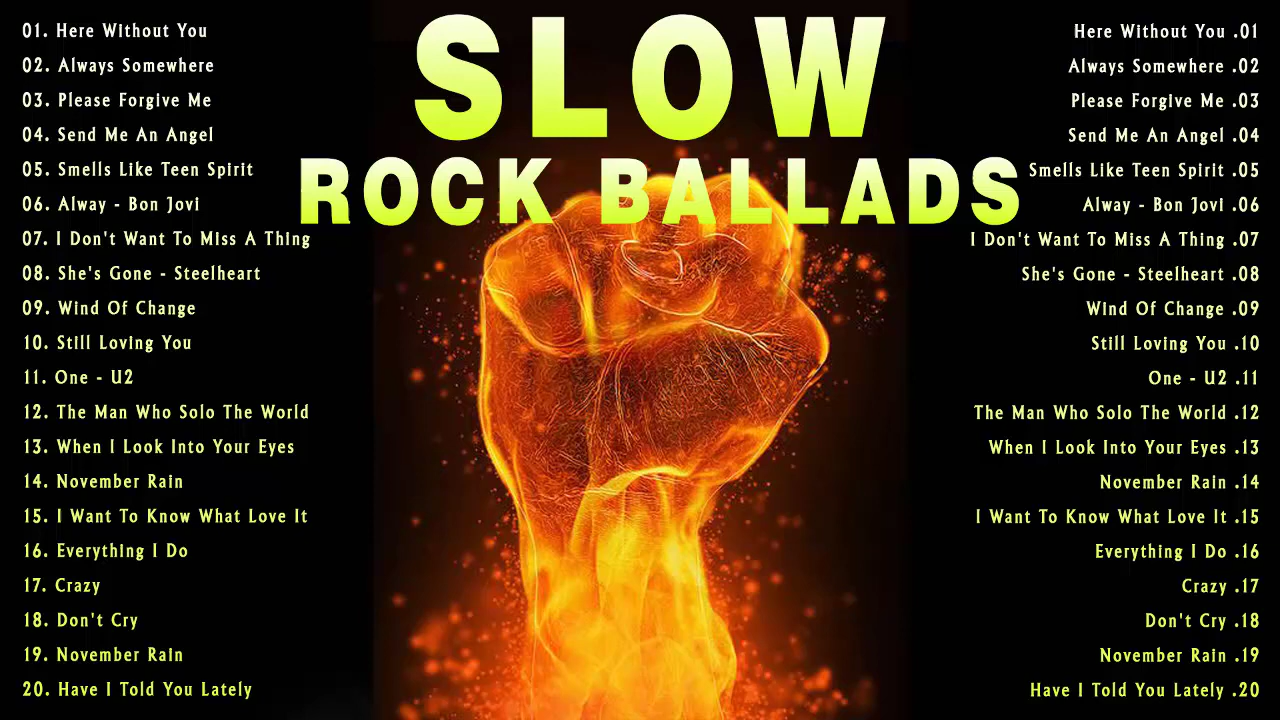 SLOW
ROCK BALLADS
01. Here Without You
02. Always Somewhere
03. Please Forgive Me
04. Send Me An Angel
05. Smells Like Teen Spirit
06. Alway - Bon Jovi
07. I Don't Want To Miss A Thing
08. She's Gone - Steelheart
09. Wind Of Change
10. Still Loving You
11. One - U2
12. The Man Who Solo The World
13. When I Look Into Your Eyes
14. November Rain
15. I Want To Know What Love It
16. Everything I Do
17. Crazy
18. Don't Cry
19. November Rain
20. Have I Told You Lately
Here Without You .01
Always Somewhere .02
Please Forgive Me .03
Send Me An Angel .04
Smells Like Teen Spirit .05
Alway - Bon Jovi .06
I Don't Want To Miss A Thing .07
She's Gone - Steelheart .08
Wind Of Change .09
Still Loving You .10
One - U2 .11
The Man Who Solo The World .12
When I Look Into Your Eyes .13
November Rain .14
I Want To Know What Love It .15
Everything I Do .16
Crazy .17
Don't Cry .18
November Rain .19
Have I Told You Lately .20